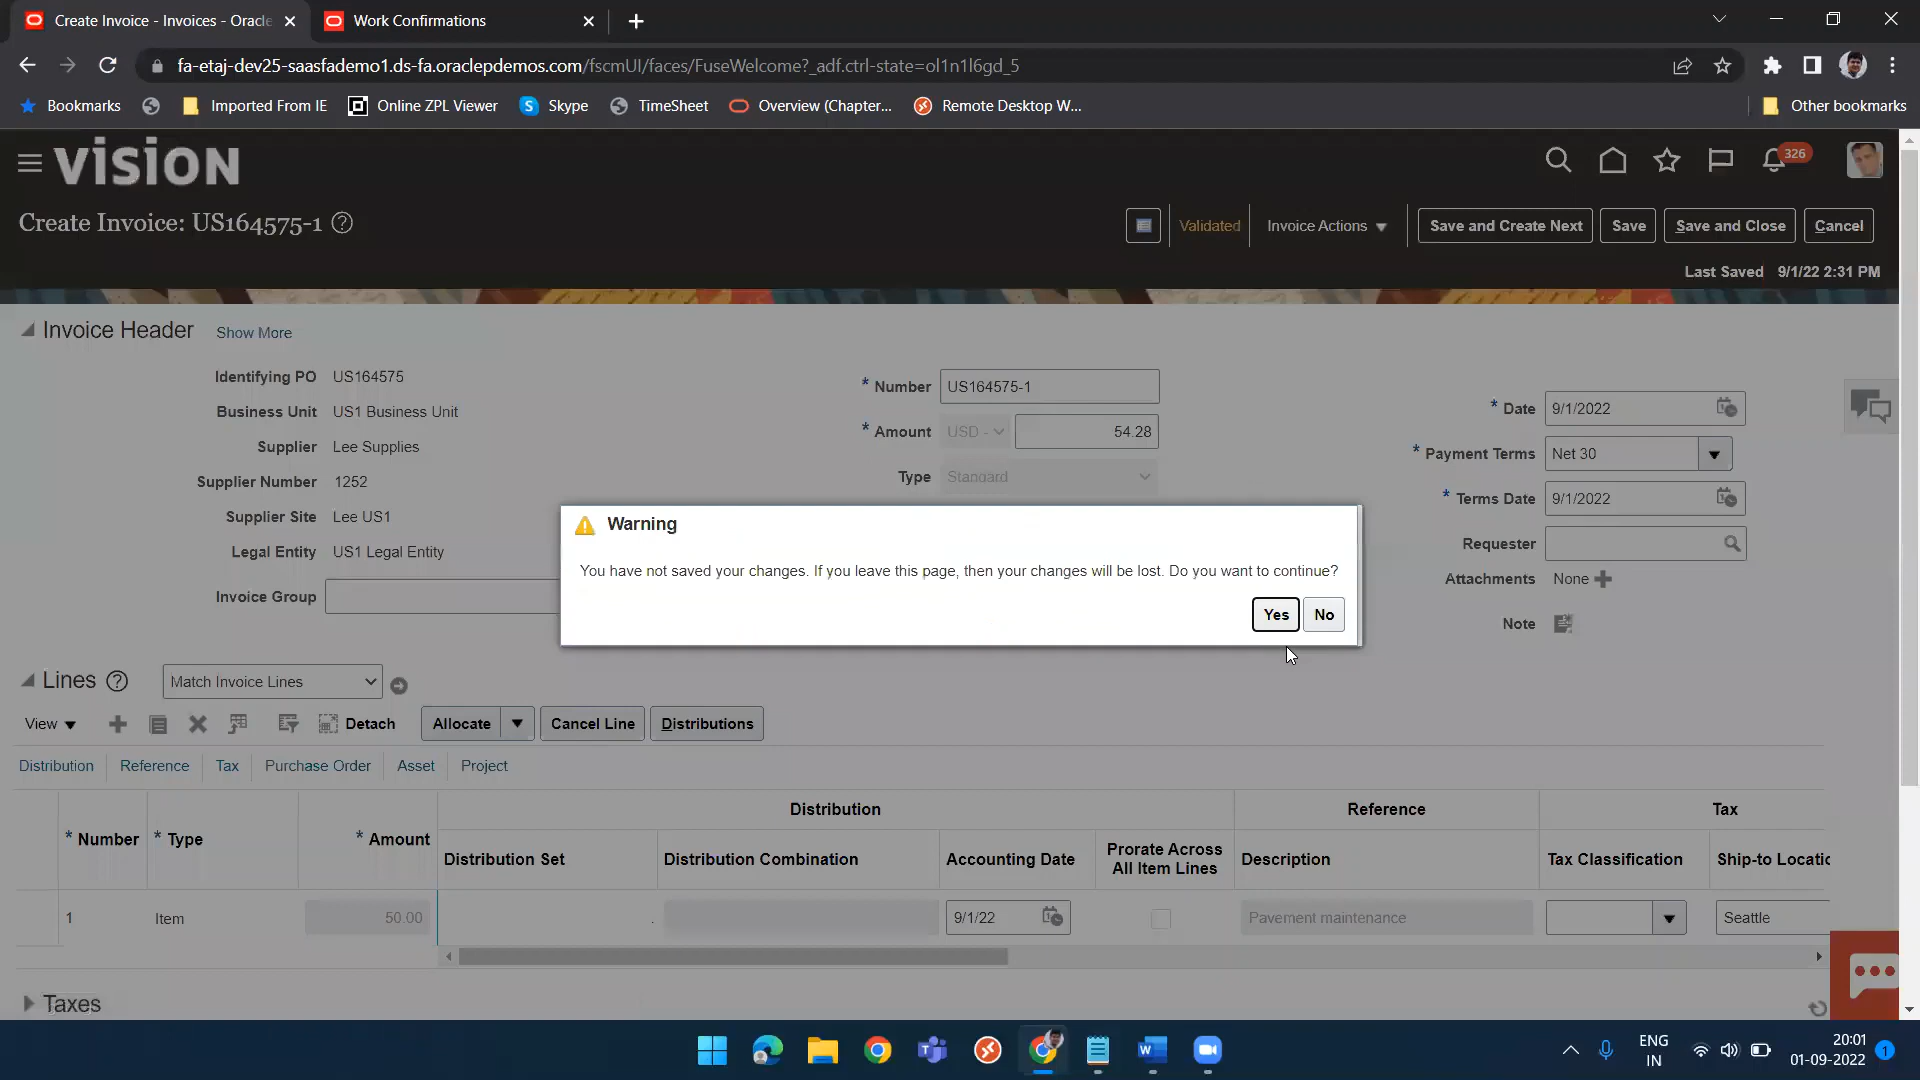 Create Invoice - Invoices - Oracle
Work Confirmations
fa-etaj-dev25-saasfademo1.ds-fa.oraclepdemos.com/fscmUI/faces/FuseWelcome?_adf.ctrl-state=ol1n1l6gd_5
Bookmarks
Imported From IE
Online ZPL Viewer
Skype
TimeSheet
Overview (Chapter...
Remote Desktop W...
Other bookmarks
VISION
326
Create Invoice: US164575-1
Validated
Invoice Actions
Save and Create Next
Save
Save and Close
Cancel
Last Saved 9/1/22 2:31 PM
Invoice Header
Show More
Identifying PO US164575
Business Unit US1 Business Unit
Supplier Lee Supplies
Supplier Number 1252
Supplier Site Lee US1
Legal Entity US1 Legal Entity
Invoice Group
* Number US164575-1
* Amount USD - 54.28
Type Standard
* Date 9/1/2022
* Payment Terms Net 30
* Terms Date 9/1/2022
Requester
Attachments None
Note
Warning
You have not saved your changes. If you leave this page, then your changes will be lost. Do you want to continue?
Yes No
Lines
Match Invoice Lines
View
Detach
Allocate
Cancel Line
Distributions
Distribution Reference Tax Purchase Order Asset Project
Distribution Reference Tax
* Number * Type * Amount Distribution Set Distribution Combination Accounting Date
Prorate Across
All Item Lines
Description Tax Classification Ship-to Locatio
1 Item 50.00 . 9/1/22 Pavement maintenance Seattle
Taxes
ENG
IN
20:01
01-09-2022
1